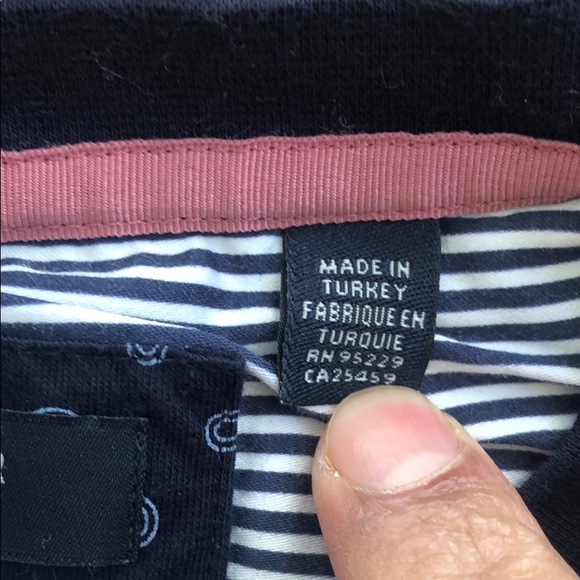 MADE IN
TURKEY
FABRIQUE EN
TURQUIE
RN 95229
CA25459
R